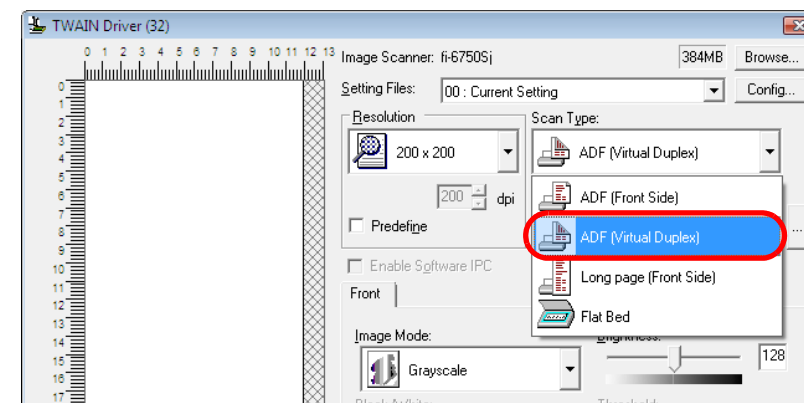 TWAIN Driver (32)
0 1 2 3 4 5 6 7 8 9 10 11 12 13
Image Scanner: fi-6750Sj
384MB
Browse...
Setting Files:
00 : Current Setting
Config...
Resolution
Scan Type:
200 x 200
ADF (Virtual Duplex)
200
dpi
ADF (Front Side)
Predefine
ADF (Virtual Duplex)
...
Enable Software IPC
Long page (Front Side)
Front
Flat Bed
Image Mode:
Brightness:
Grayscale
128
0
1
2
3
4
5
6
7
8
9
10
11
12
13
14
15
16
17